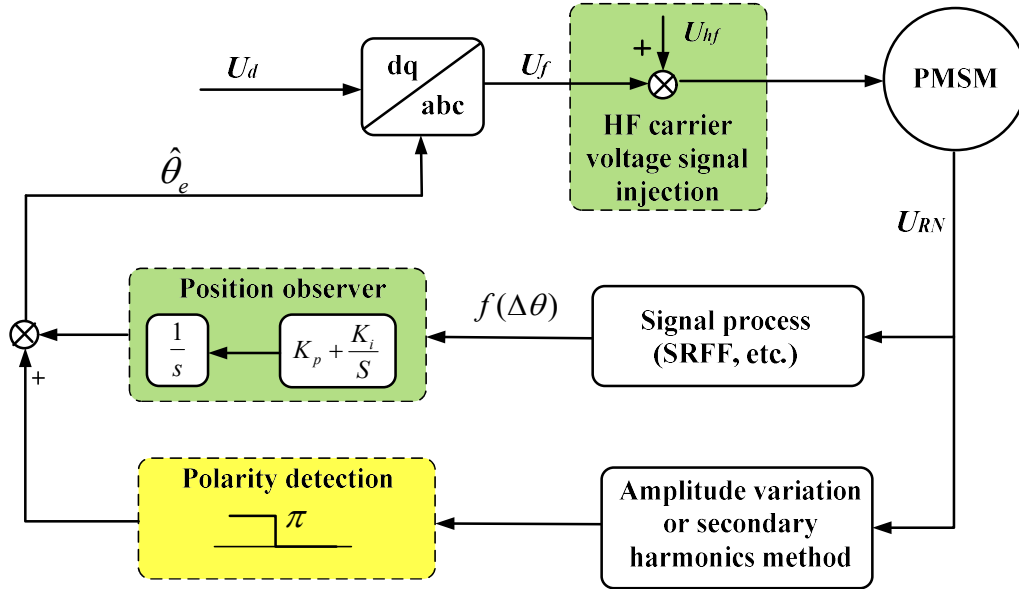 U_d
dq
abc
U_f
+
U_hf
HF carrier
voltage signal
injection
PMSM
\hat{θ}_e
U_RN
Position observer
1/s
K_p + K_i/S
f(Δθ)
Signal process
(SRFF, etc.)
+
Polarity detection
π
Amplitude variation
or secondary
harmonics method